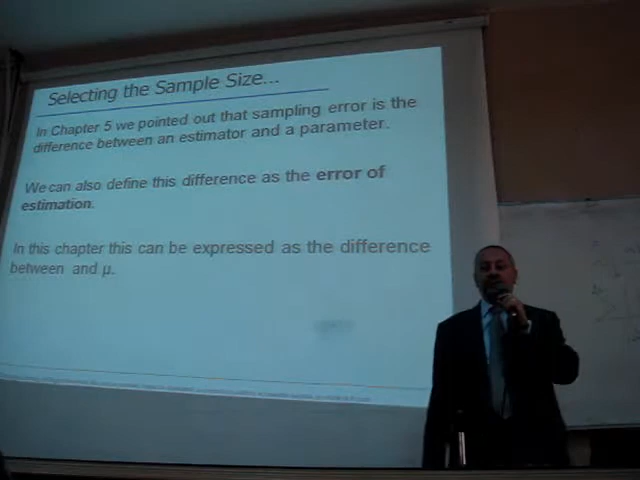 Selecting the Sample Size...
In Chapter 5 we pointed out that sampling error is the
difference between an estimator and a parameter.
We can also define this difference as the error of
estimation.
In this chapter this can be expressed as the difference
between and μ.